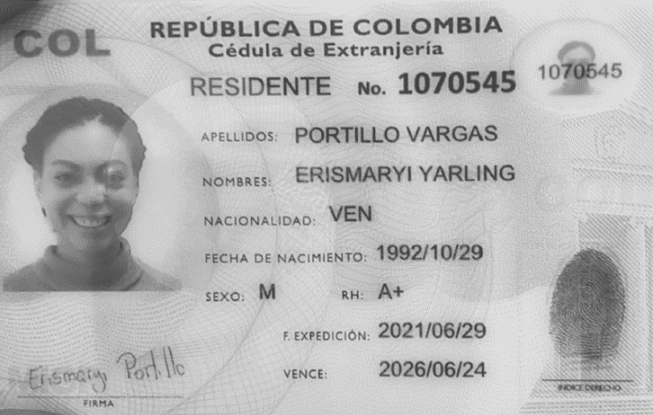 COL
REPÚBLICA DE COLOMBIA
Cédula de Extranjería
RESIDENTE No. 1070545
1070545
APELLIDOS: PORTILLO VARGAS
NOMBRES: ERISMARYI YARLING
NACIONALIDAD: VEN
FECHA DE NACIMIENTO: 1992/10/29
SEXO: M RH: A+
F. EXPEDICIÓN: 2021/06/29
VENCE: 2026/06/24
Erismaryi Portillo
FIRMA
ÍNDICE DERECHO